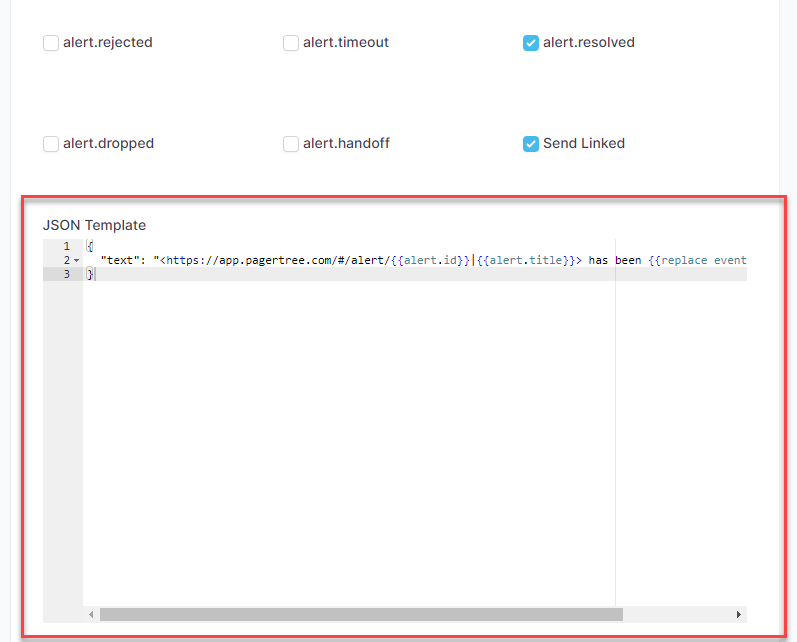 alert.rejected alert.timeout alert.resolved
alert.dropped alert.handoff Send Linked
JSON Template
1 {
2 "text": "<https://app.pagertree.com/#/alert/{{alert.id}}|{{alert.title}}> has been {{replace event
3 }